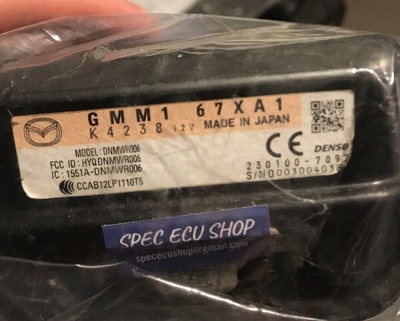 GMM1 67XA1
K4238 12V MADE IN JAPAN
MODEL: DNMWR006
FCC ID : HYQDNMWR006
IC : 1551A-DNMWR006
CCAB12LP1110T5
CE DENSO
230100-7097
S/N
SPEC ECU SHOP
spececushop@gmail.com